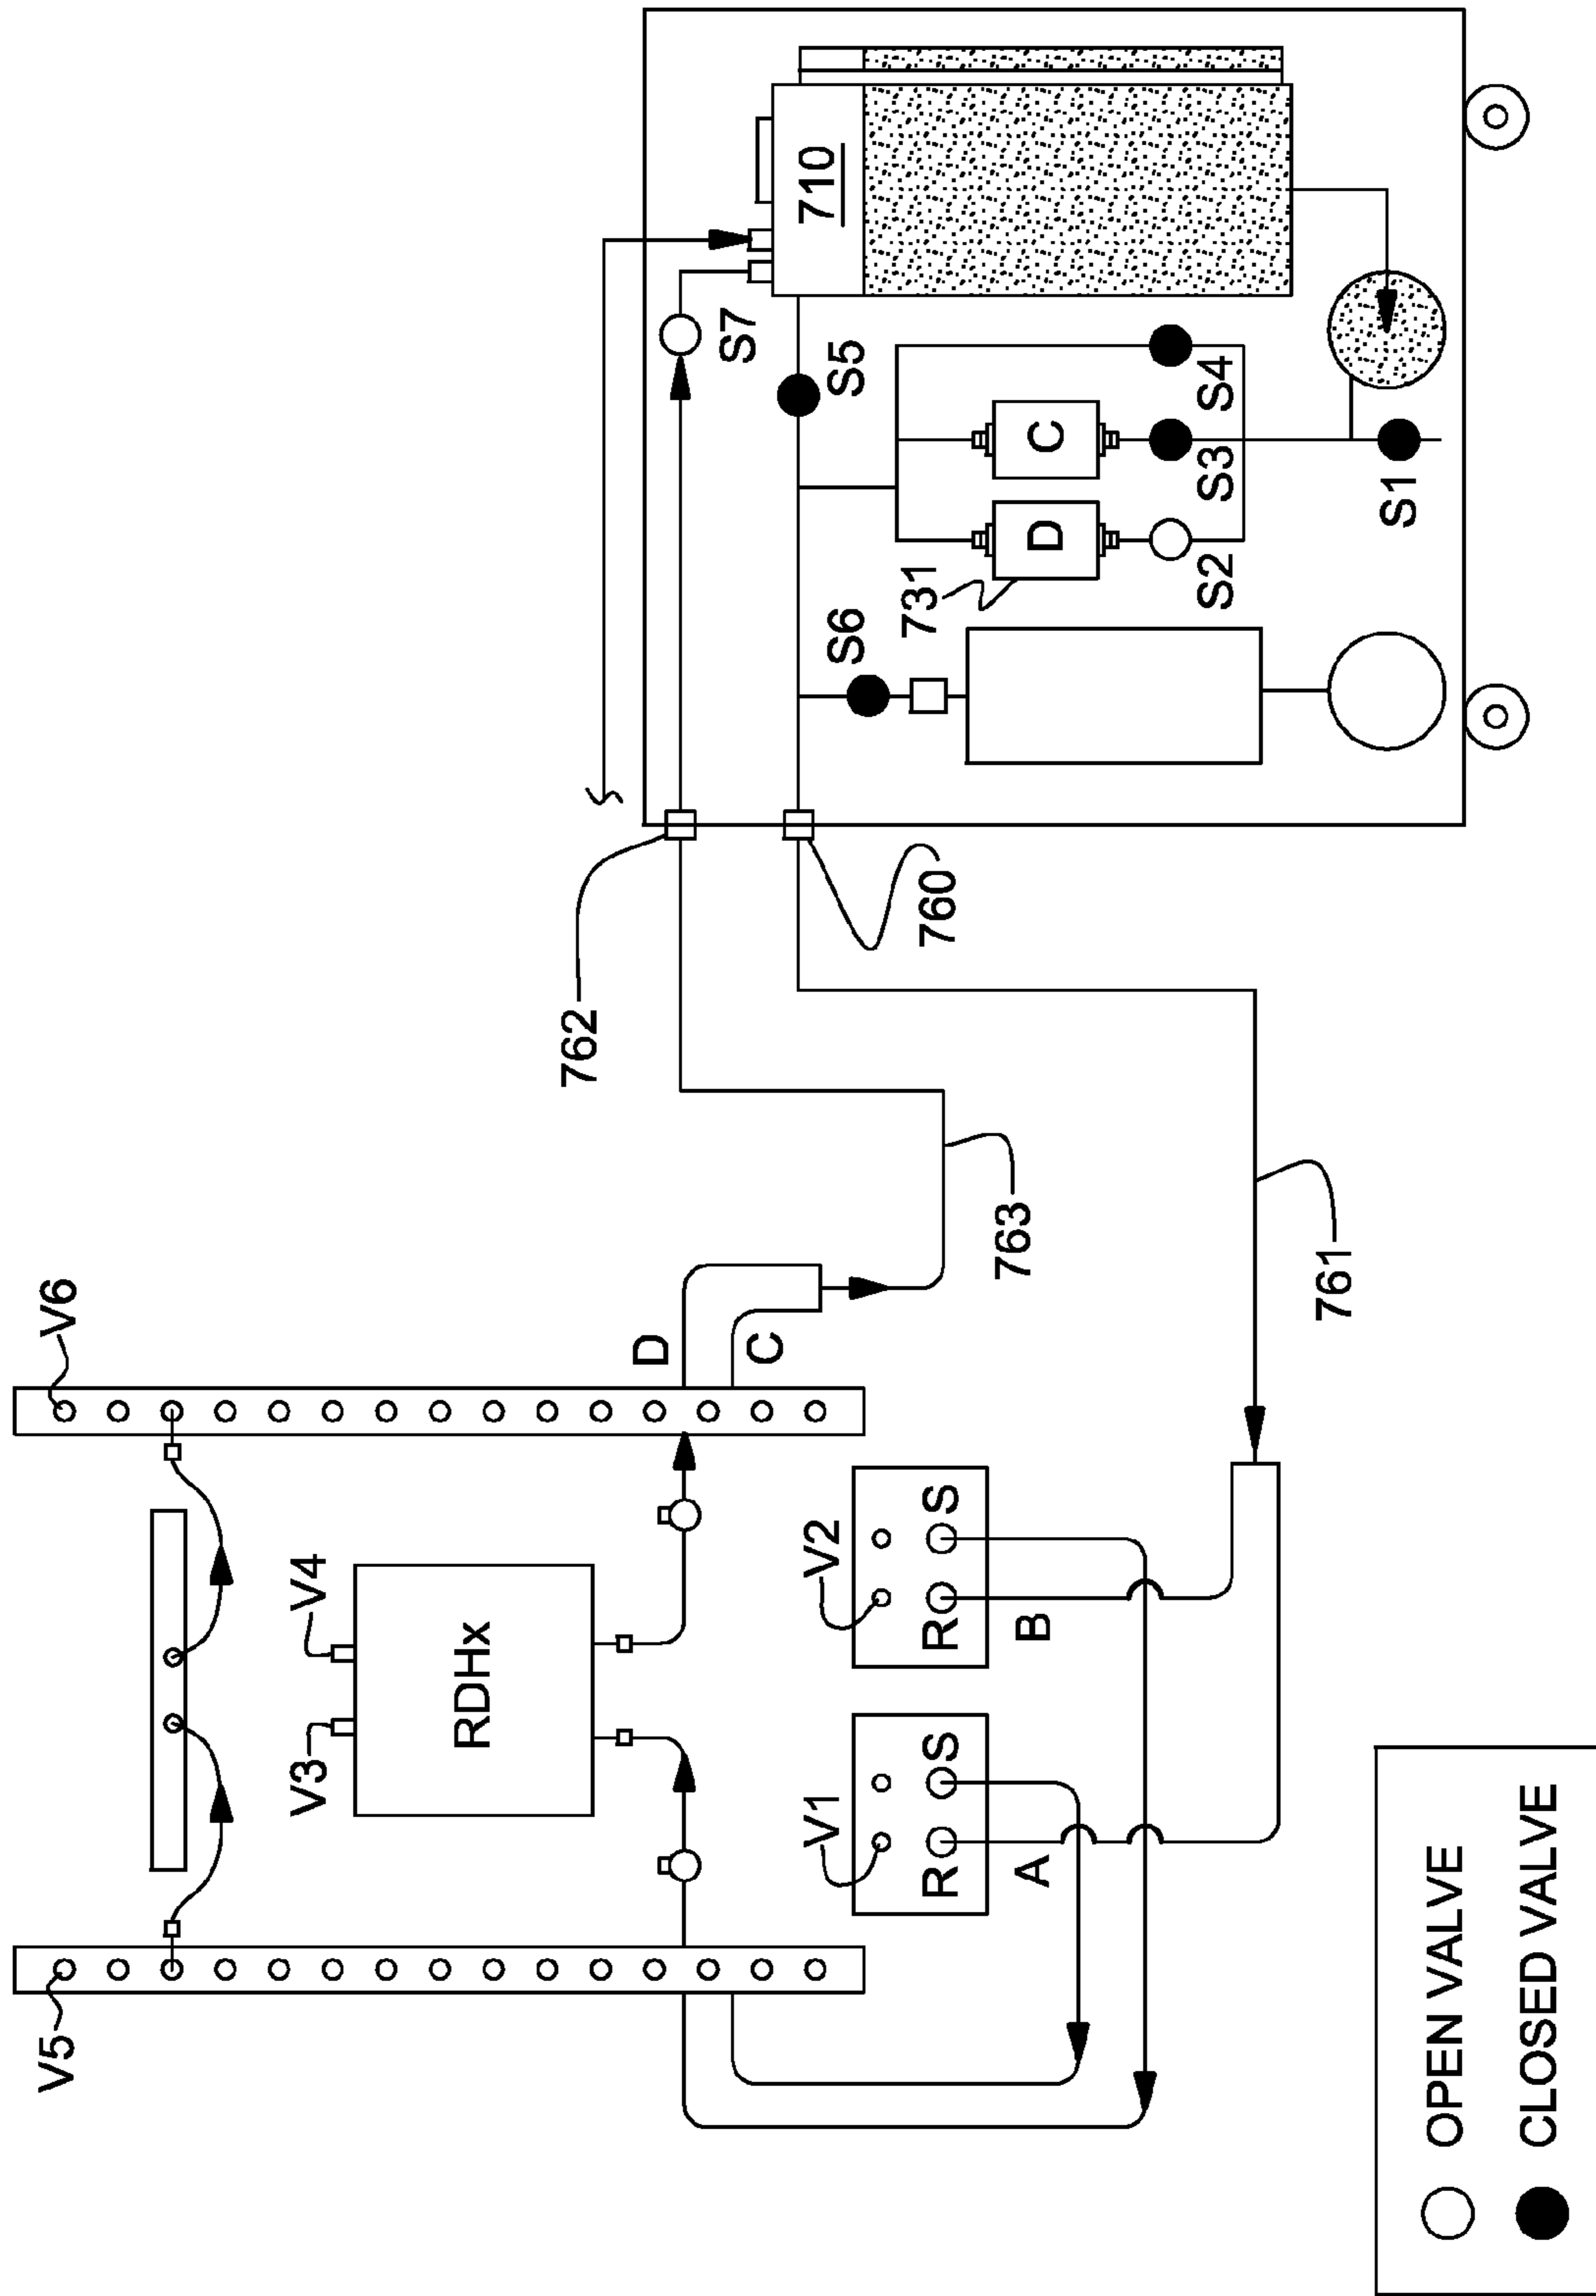 V5
V6
V3
V4
RDHx
D
C
V1
R
S
A
V2
R
S
B
763
761
762
760
S7
710
S5
S6
731
D
C
S2
S3
S4
S1
OPEN VALVE
CLOSED VALVE